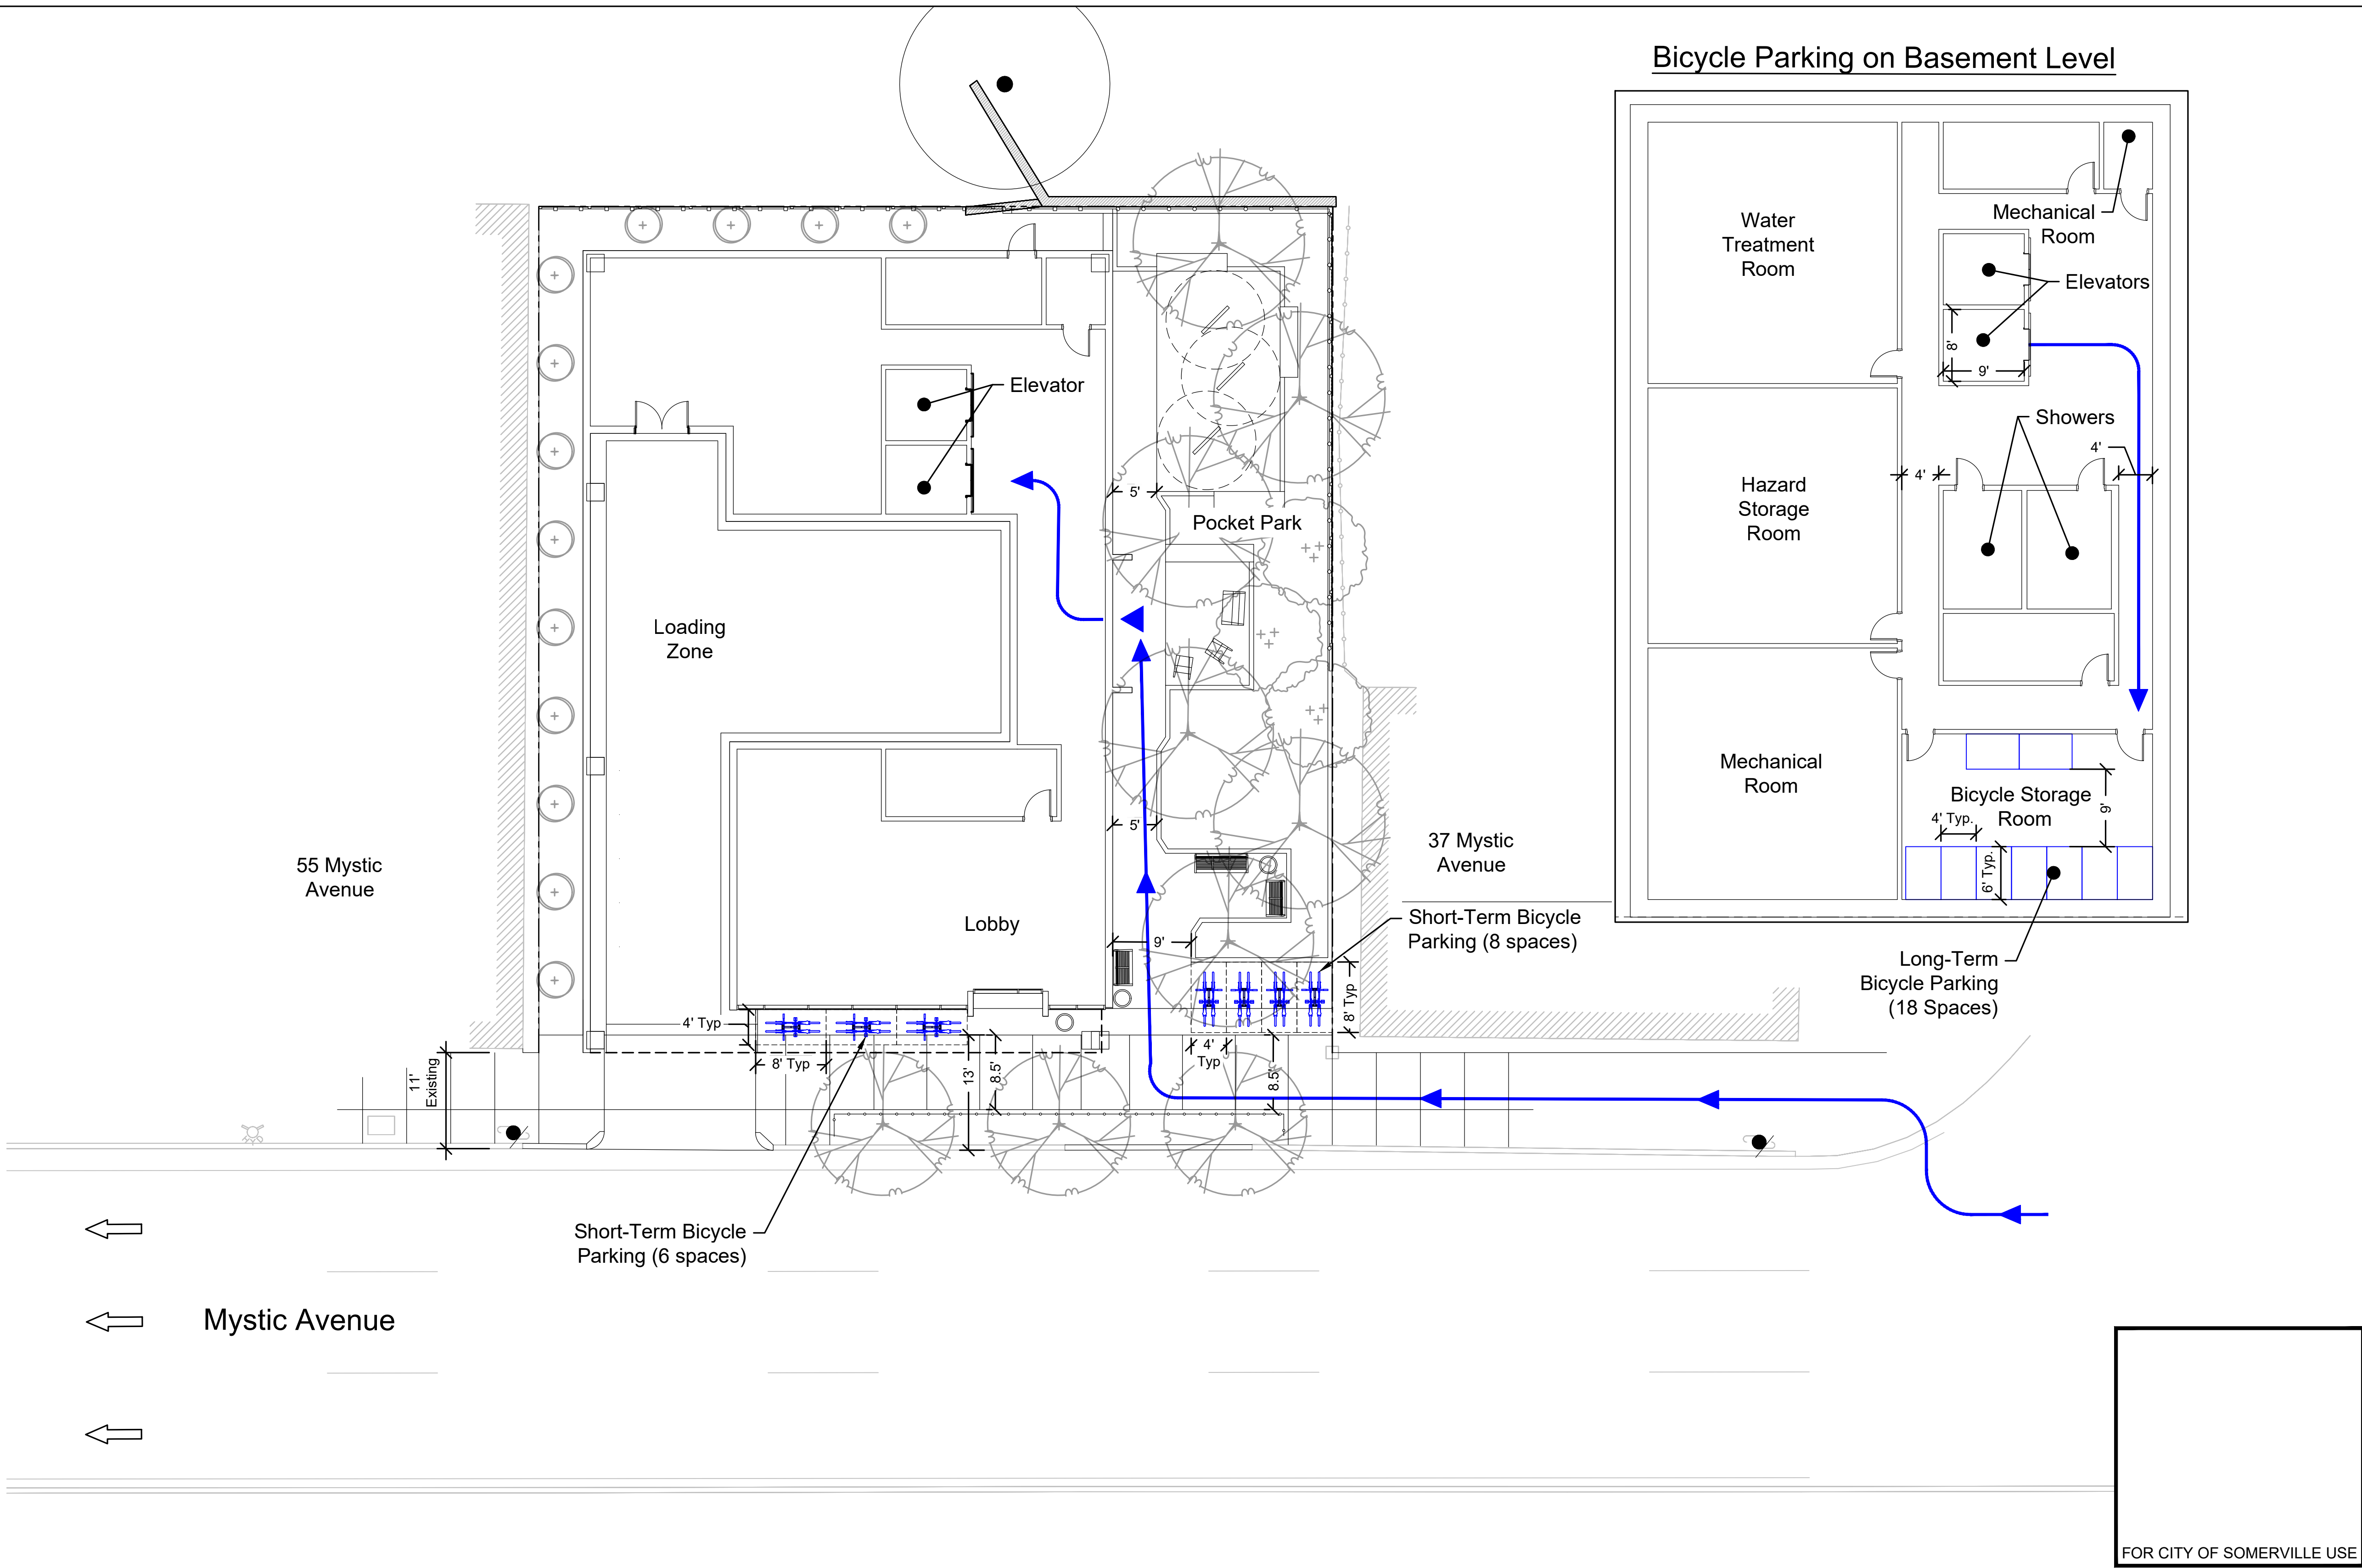 Bicycle Parking on Basement Level
Water
Treatment
Room
Mechanical
Room
Elevators
8'
9'
Showers
4'
4'
Hazard
Storage
Room
Mechanical
Room
Bicycle Storage
Room
9'
4' Typ.
6' Typ.
Long-Term
Bicycle Parking
(18 Spaces)
Elevator
5'
Pocket Park
Loading
Zone
5'
55 Mystic
Avenue
37 Mystic
Avenue
Lobby
9'
Short-Term Bicycle
Parking (8 spaces)
8' Typ
4' Typ
8' Typ
4'
Typ
11'
Existing
13'
8.5'
8.5'
Short-Term Bicycle
Parking (6 spaces)
Mystic Avenue
FOR CITY OF SOMERVILLE USE